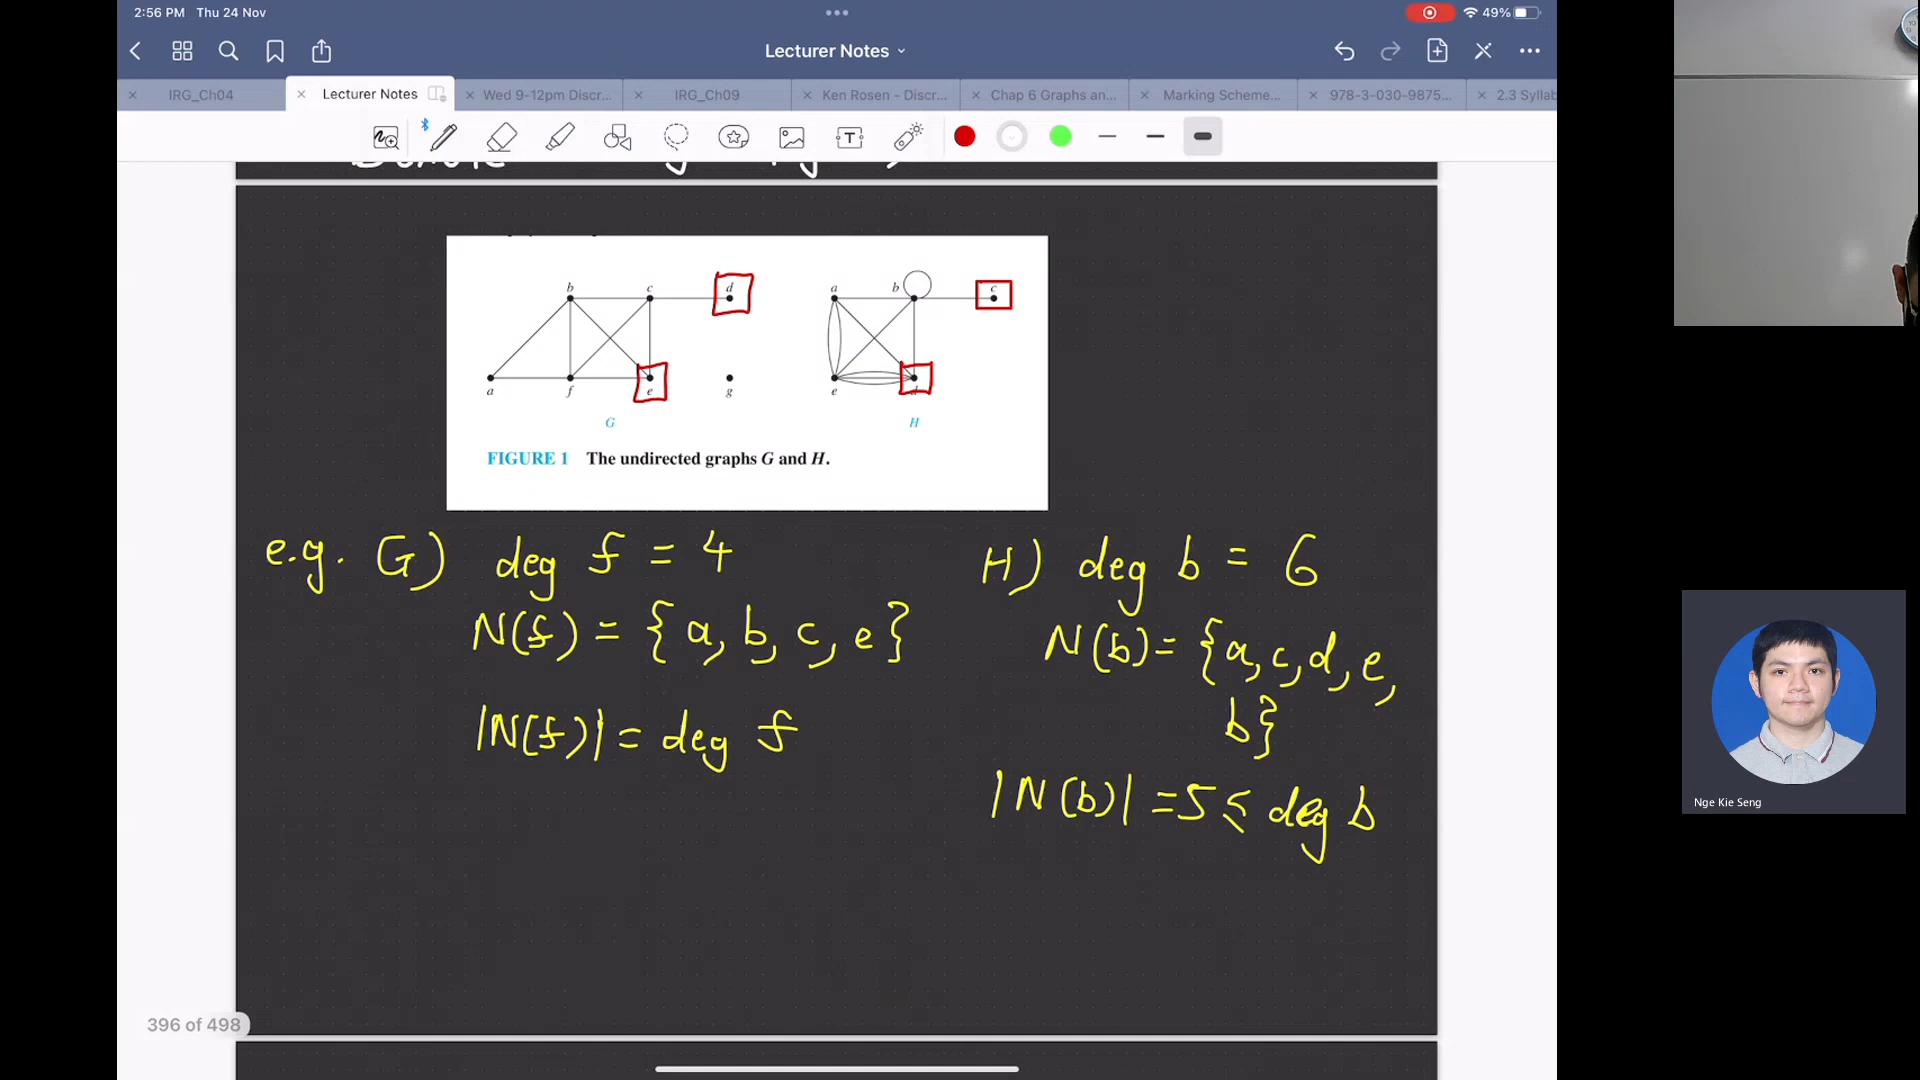 2:56 PM Thu 24 Nov
49%
Lecturer Notes
IRG_Ch04
Lecturer Notes
Wed 9-12pm Discr...
IRG_Ch09
Ken Rosen - Discr...
Chap 6 Graphs an...
Marking Scheme...
978-3-030-9875...
2.3 Syllab
b c d a b c
a f e g e d
G H
FIGURE 1 The undirected graphs G and H.
e.g. G) deg f = 4
N(f) = {a, b, c, e}
|N(f)| = deg f
H) deg b = 6
N(b) = {a, c, d, e,
b}
|N(b)| = 5 ≤ deg b
396 of 498
Nge Kie Seng